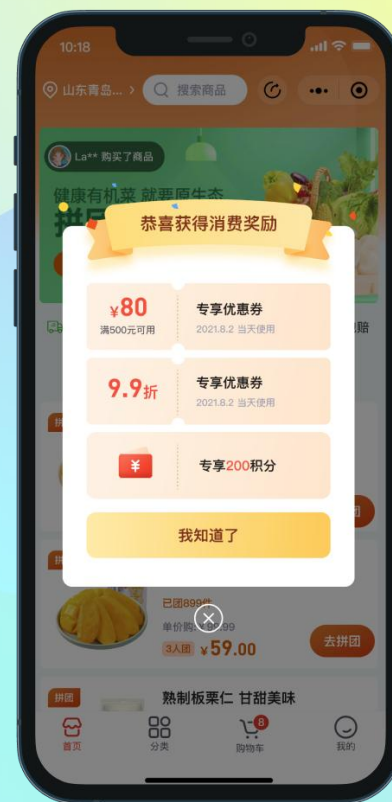 10:18
山东青岛...
搜索商品
La** 购买了商品
健康有机菜 就要原生态
恭喜获得消费奖励
¥80
满500元可用
专享优惠券
2021.8.2 当天使用
9.9折
专享优惠券
2021.8.2 当天使用
¥
专享200积分
我知道了
已团899件
单价购
.99
3人团 ¥59.00
去拼团
拼团
熟制板栗仁 甘甜美味
首页
分类
8
购物车
我的